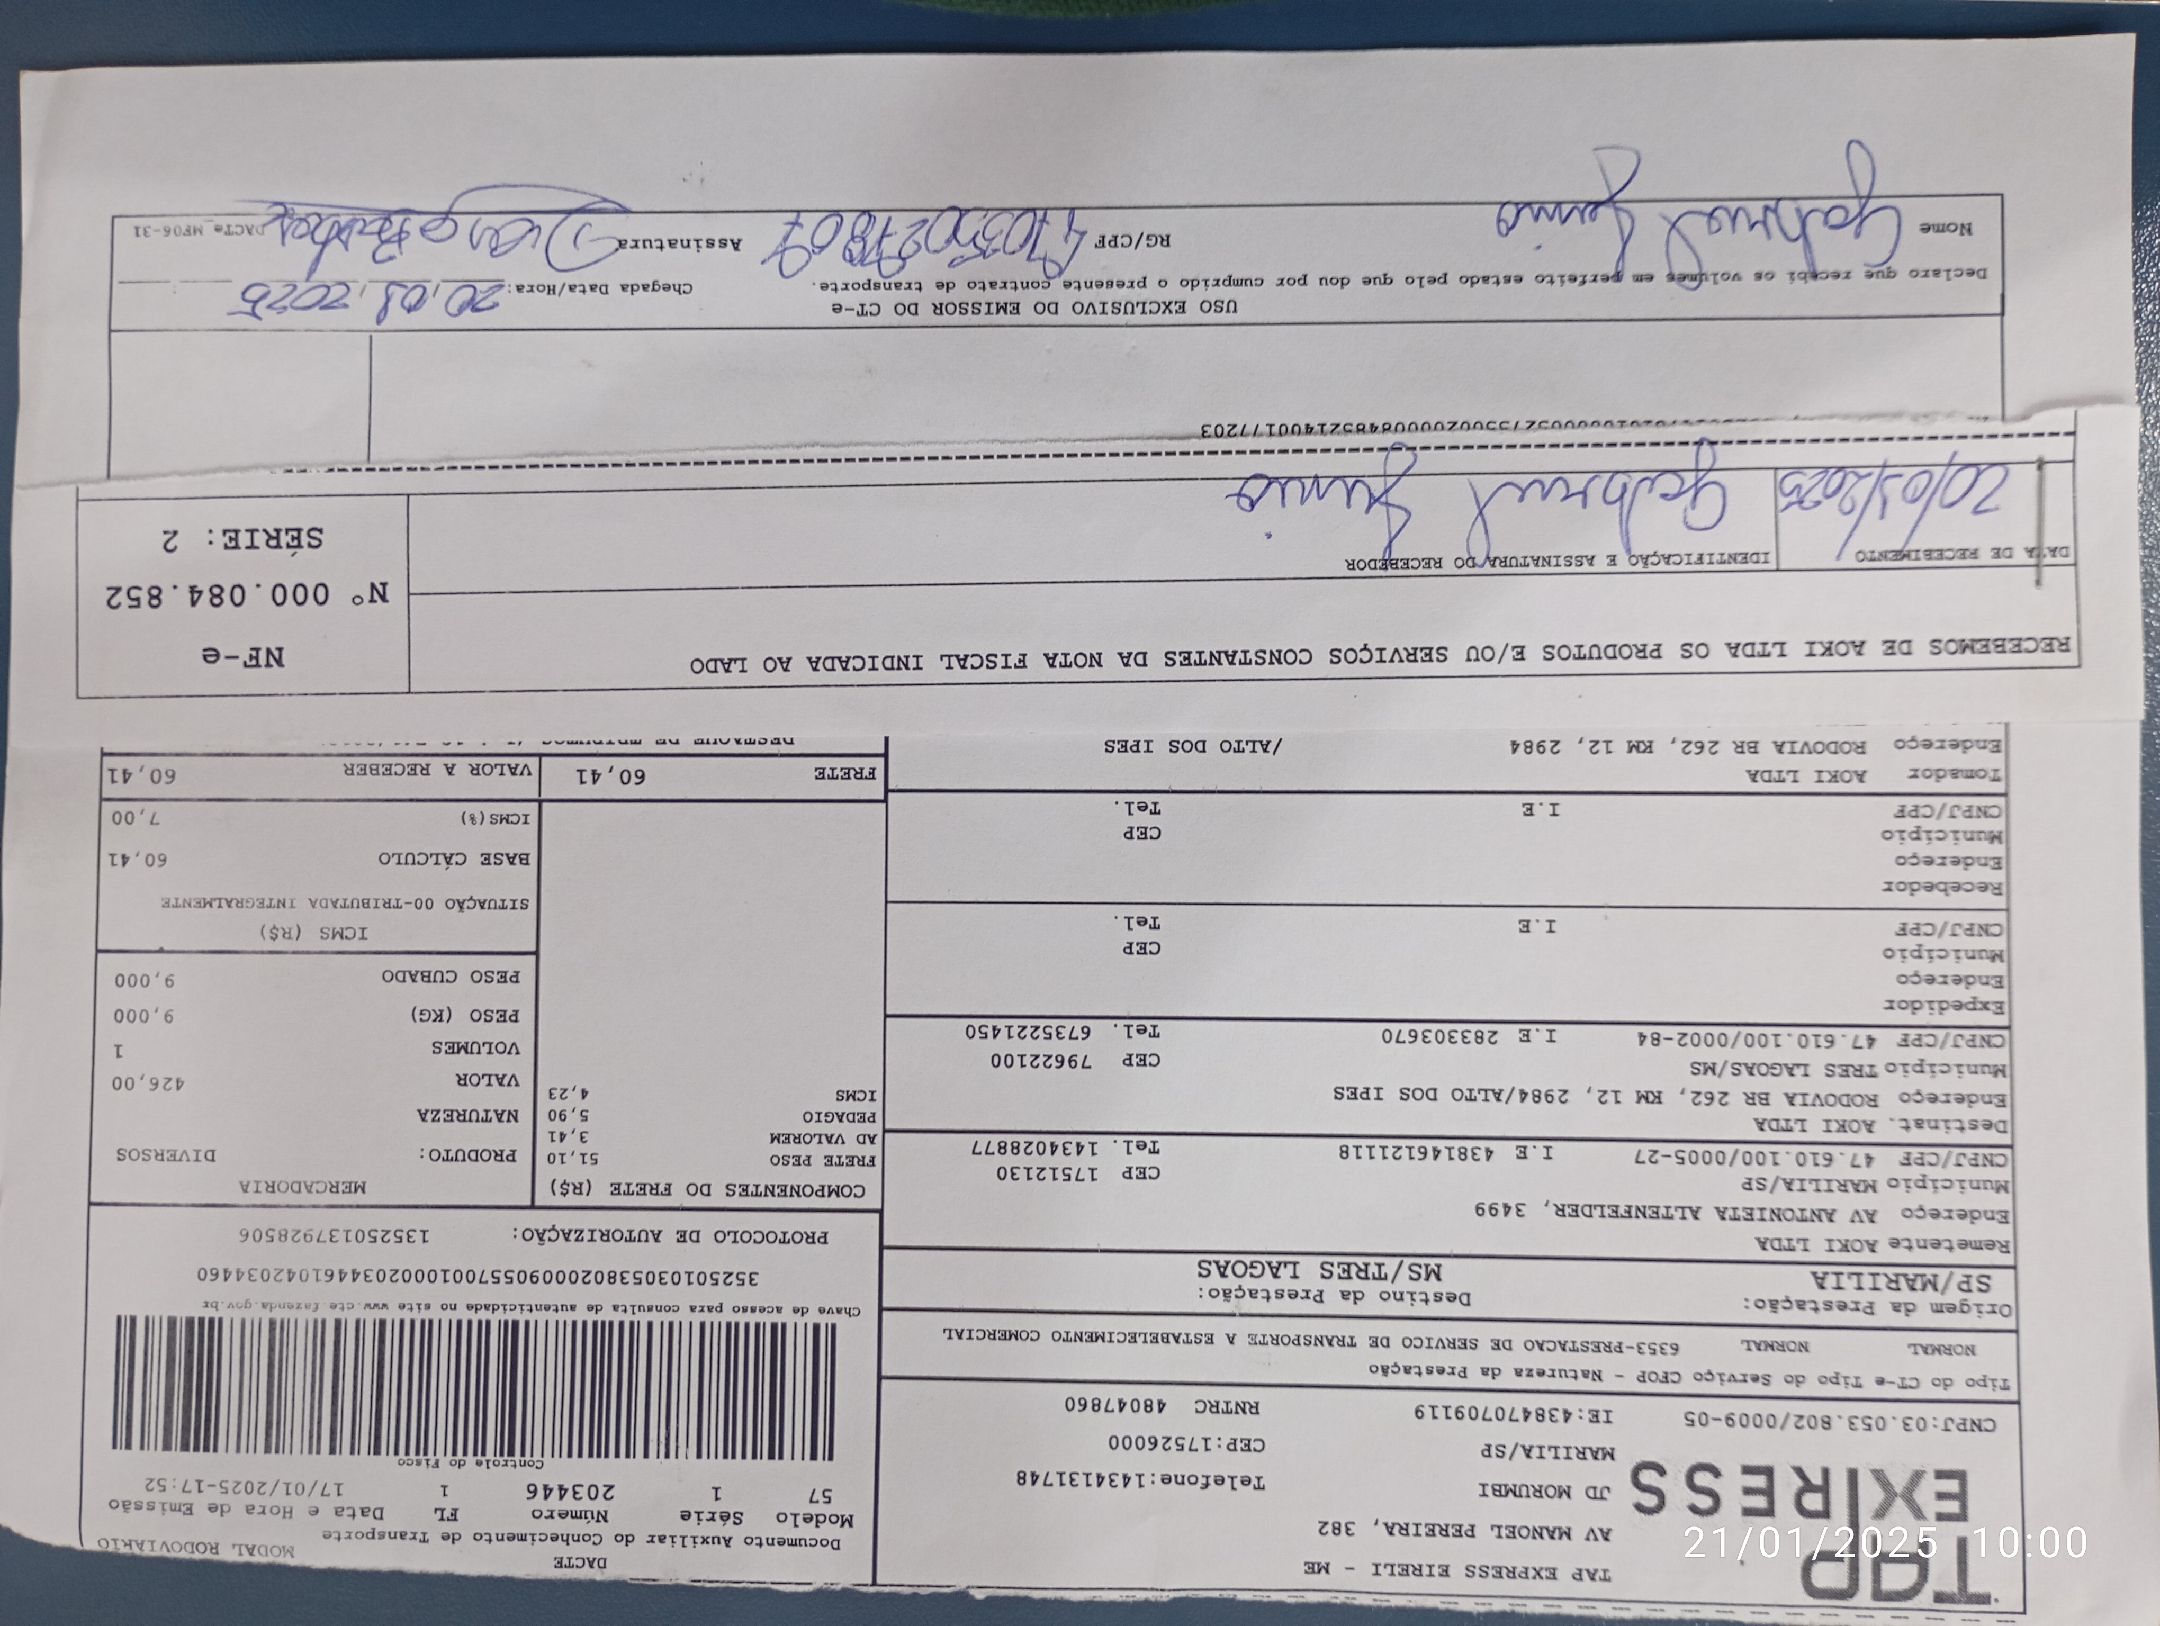 TAP EXPRESS
TAP EXPRESS EIRELI - ME
AV MANOEL PEREIRA, 382
JD MORUMBI Telefone:1434131748
MARILIA/SP CEP:17526000
CNPJ:03.053.802/0009-05 IE:438470709119 RNTRC 48047860
Tipo do CT-e Tipo do Serviço CFOP - Natureza da Prestação
NORMAL NORMAL 6353-PRESTACAO DE SERVICO DE TRANSPORTE A ESTABELECIMENTO COMERCIAL
Origem da Prestação: Destino da Prestação:
SP/MARILIA MS/TRES LAGOAS
DACTE MODAL RODOVIÁRIO
Documento Auxiliar do Conhecimento de Transporte
Modelo Série Número FL Data e Hora de Emissão
57 1 203446 1 17/01/2025-17:52
Controle do Fisco
Chave de acesso para consulta de autenticidade no site www.cte.fazenda.gov.br
35250103053802000905570010002034461042034460
PROTOCOLO DE AUTORIZAÇÃO: 135250137928506
Remetente AOKI LTDA
Endereço AV ANTONIETA ALTENFELDER, 3499
Município MARILIA/SP CEP 17512130
CNPJ/CPF 47.610.100/0005-27 I.E 438146121118 Tel. 1434028877
Destinat. AOKI LTDA
Endereço RODOVIA BR 262, KM 12, 2984/ALTO DOS IPES
Município TRES LAGOAS/MS CEP 79622100
CNPJ/CPF 47.610.100/0002-84 I.E 283303670 Tel. 6735221450
Expedidor
Endereço
Município CEP
CNPJ/CPF I.E Tel.
Recebedor
Endereço
Município CEP
CNPJ/CPF I.E Tel.
Tomador AOKI LTDA
Endereço RODOVIA BR 262, KM 12, 2984 /ALTO DOS IPES
COMPONENTES DO FRETE (R$)
FRETE PESO 51,10
AD VALOREM 3,41
PEDAGIO 5,90
ICMS 4,23
FRETE 60,41
MERCADORIA
PRODUTO: DIVERSOS
NATUREZA
VALOR 426,00
VOLUMES 1
PESO (KG) 9,000
PESO CUBADO 9,000
ICMS (R$)
SITUAÇÃO 00-TRIBUTADA INTEGRALMENTE
BASE CÁLCULO 60,41
ICMS(%) 7,00
VALOR A RECEBER 60,41
RECEBEMOS DE AOKI LTDA OS PRODUTOS E/OU SERVIÇOS CONSTANTES DA NOTA FISCAL INDICADA AO LADO
DATA DE RECEBIMENTO IDENTIFICAÇÃO E ASSINATURA DO RECEBEDOR
20/01/2025 Gabriel Junio
NF-e
Nº 000.084.852
SÉRIE: 2
USO EXCLUSIVO DO EMISSOR DO CT-e
Declaro que recebi os volumes em perfeito estado pelo que dou por cumprido o presente contrato de transporte.
Chegada Data/Hora: 20,01,2025
Nome Gabriel Junio RG/CPF Assinatura
DACTe MF06-31
21/01/2025 10:00